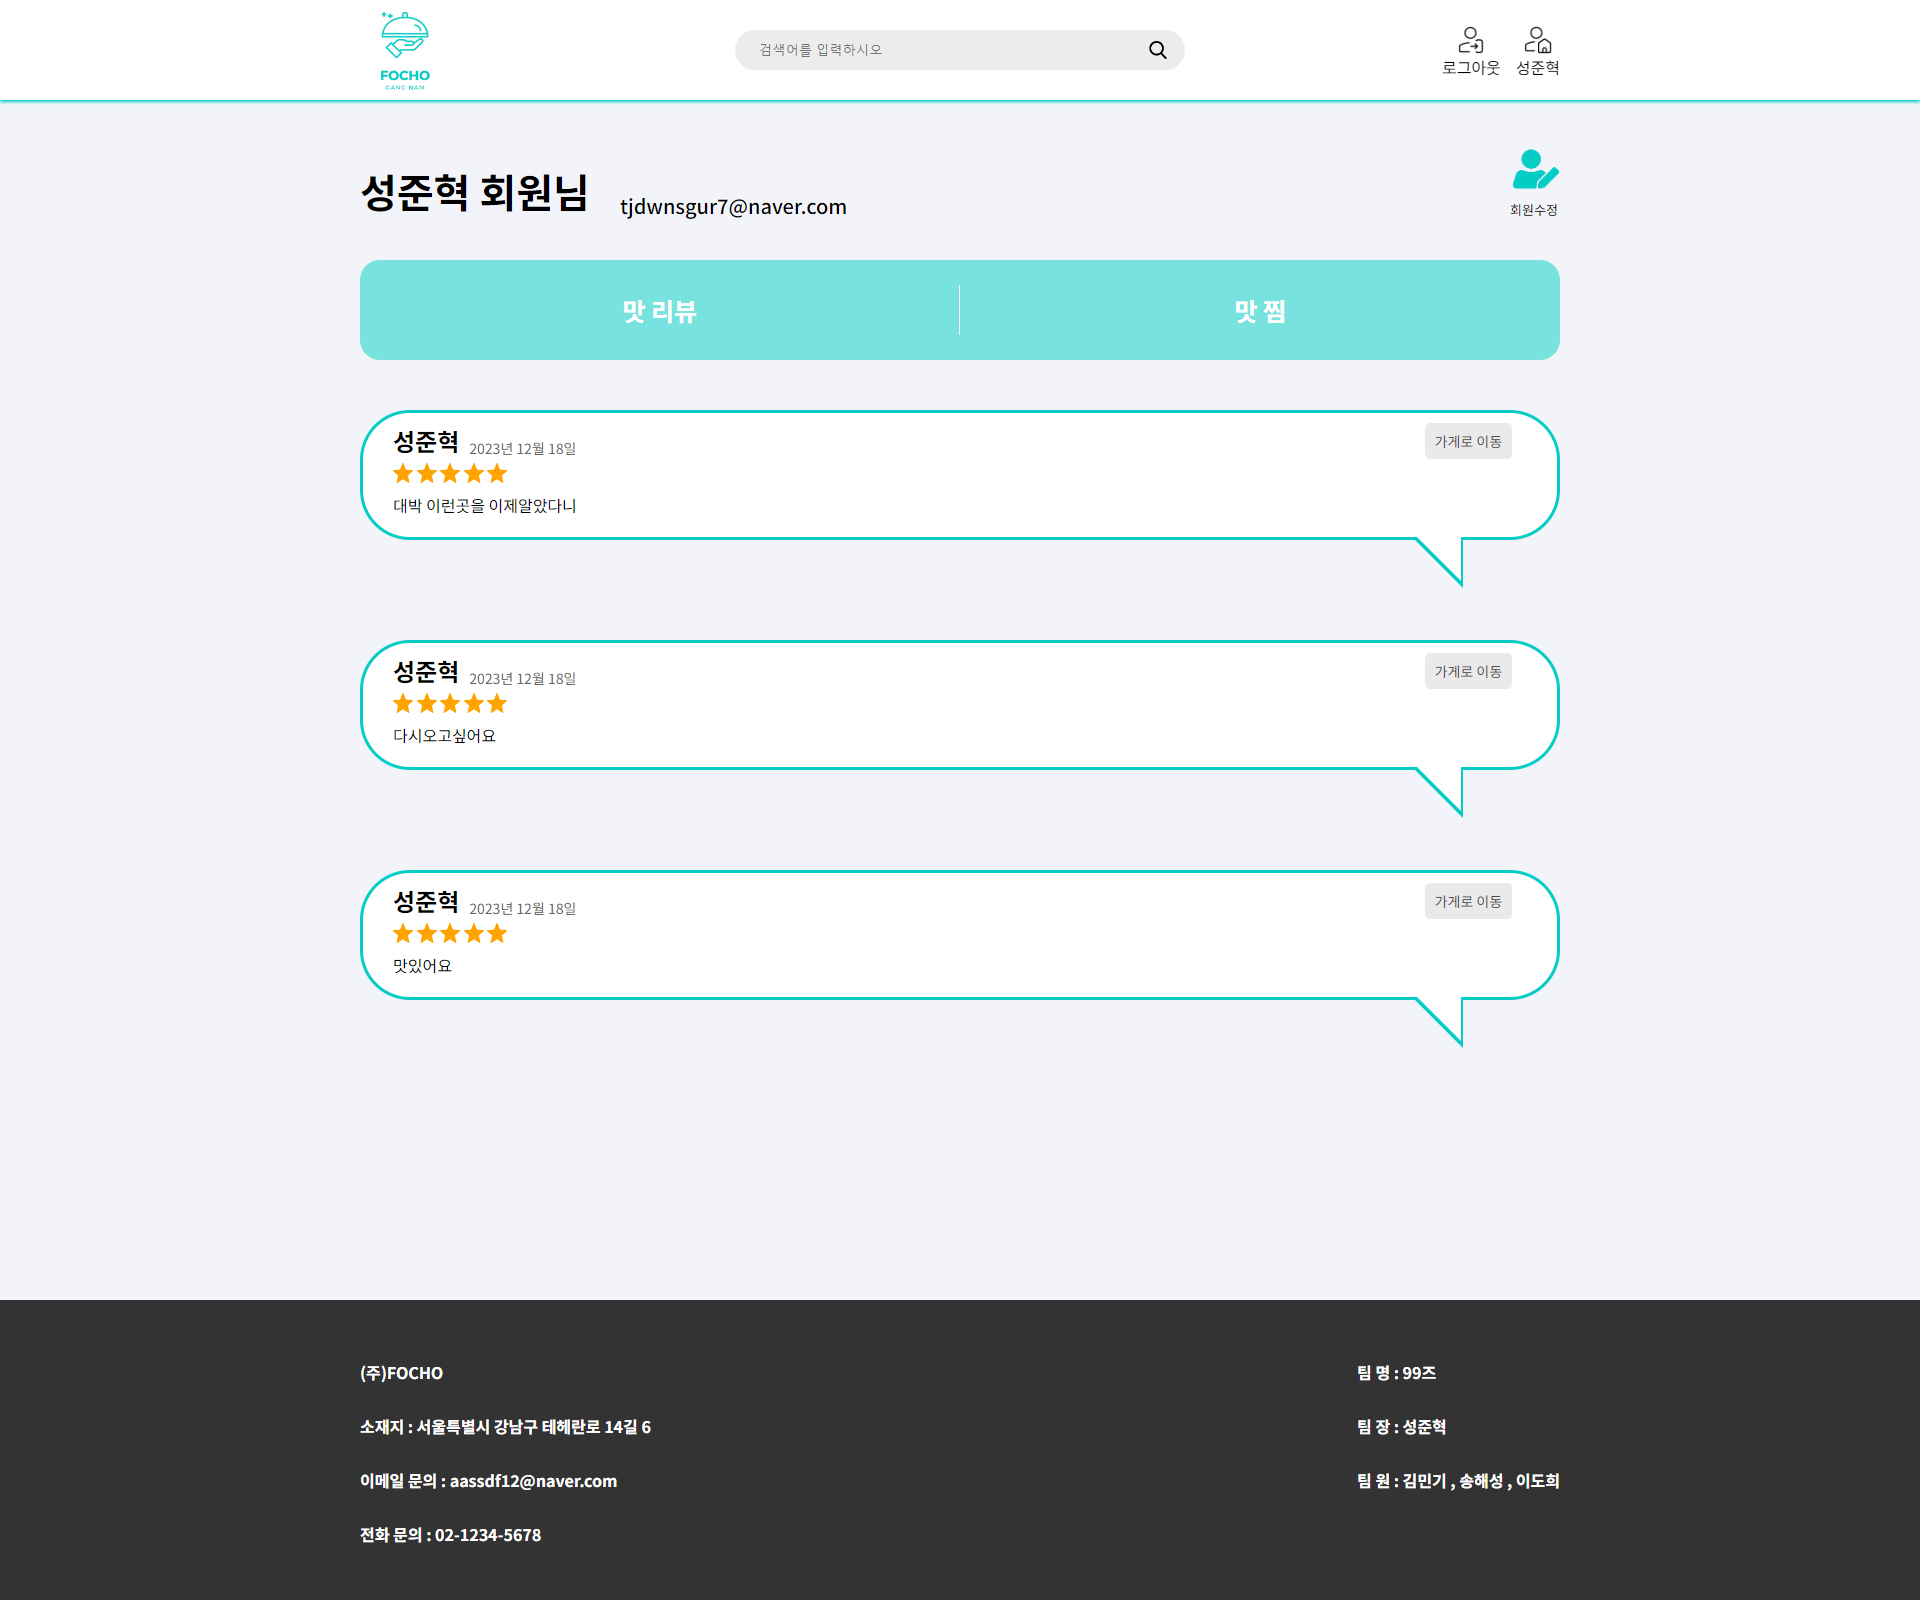 FOCHO
GANG NAM
검색어를 입력하시오
로그아웃
성준혁
성준혁 회원님
tjdwnsgur7@naver.com
회원수정
맛 리뷰
맛 찜
성준혁 2023년 12월 18일
가게로 이동
대박 이런곳을 이제알았다니
성준혁 2023년 12월 18일
가게로 이동
다시오고싶어요
성준혁 2023년 12월 18일
가게로 이동
맛있어요
(주)FOCHO
소재지 : 서울특별시 강남구 테헤란로 14길 6
이메일 문의 : aassdf12@naver.com
전화 문의 : 02-1234-5678
팀 명 : 99즈
팀 장 : 성준혁
팀 원 : 김민기 , 송해성 , 이도희